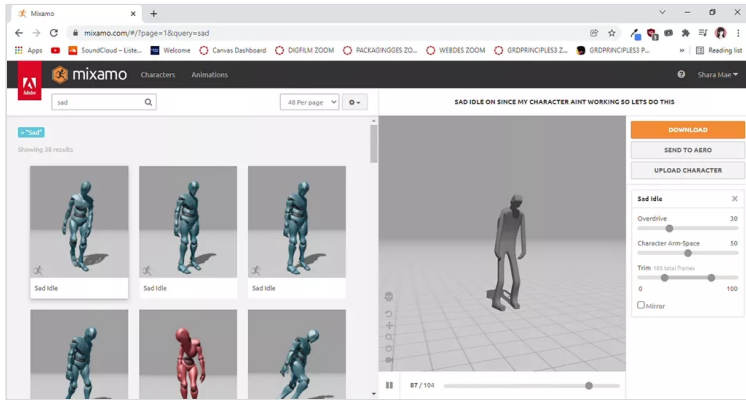 Mixamo
mixamo.com/#/?page=1&query=sad
Apps
SoundCloud – Liste...
Welcome
Canvas Dashboard
DIGFILM ZOOM
PACKAGINGGES ZO...
WEBDES ZOOM
GRDPRINCIPLES3 Z...
GRDPRINCIPLES3 P...
»
Reading list
Adobe
mixamo
Characters
Animations
Shara Mae
sad
48 Per page
SAD IDLE ON SINCE MY CHARACTER AINT WORKING SO LETS DO THIS
× "Sad"
Showing 38 results
Sad Idle
Sad Idle
Sad Idle
DOWNLOAD
SEND TO AERO
UPLOAD CHARACTER
Sad Idle
Overdrive 30
Character Arm-Space 50
Trim 189 total frames
0 100
Mirror
87 / 104